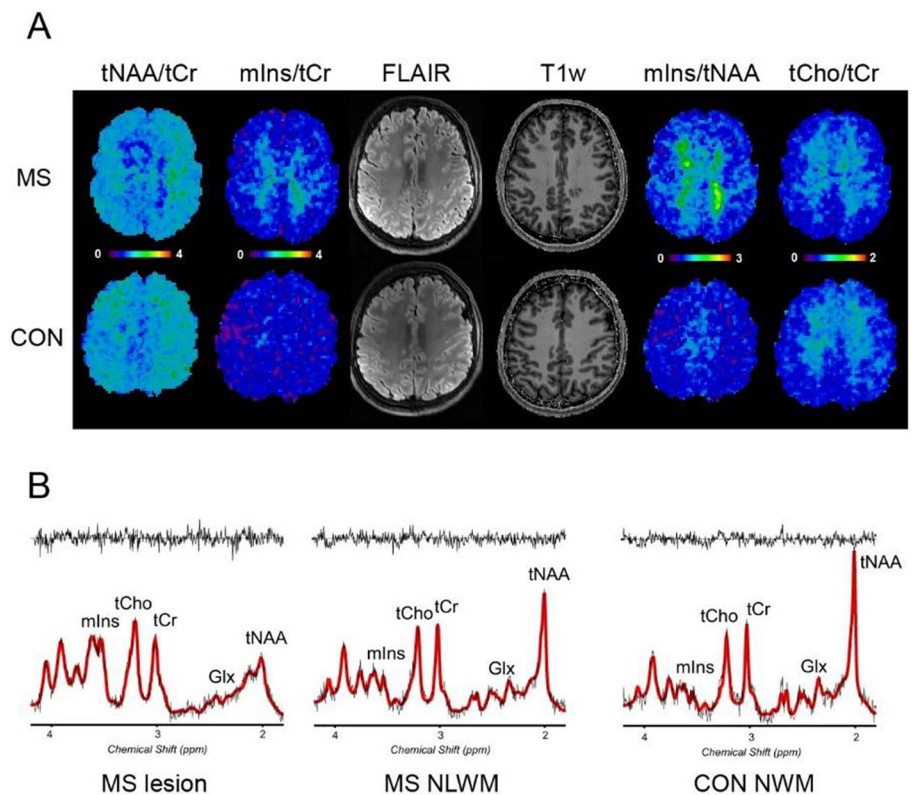 A
tNAA/tCr mIns/tCr FLAIR T1w mIns/tNAA tCho/tCr
MS
0 4 0 4 0 3 0 2
CON
B
mIns tCho tCr Glx tNAA
mIns tCho tCr Glx tNAA
mIns tCho tCr Glx tNAA
4 3 2 4 3 2 4 3 2
Chemical Shift (ppm) Chemical Shift (ppm) Chemical Shift (ppm)
MS lesion MS NLWM CON NWM